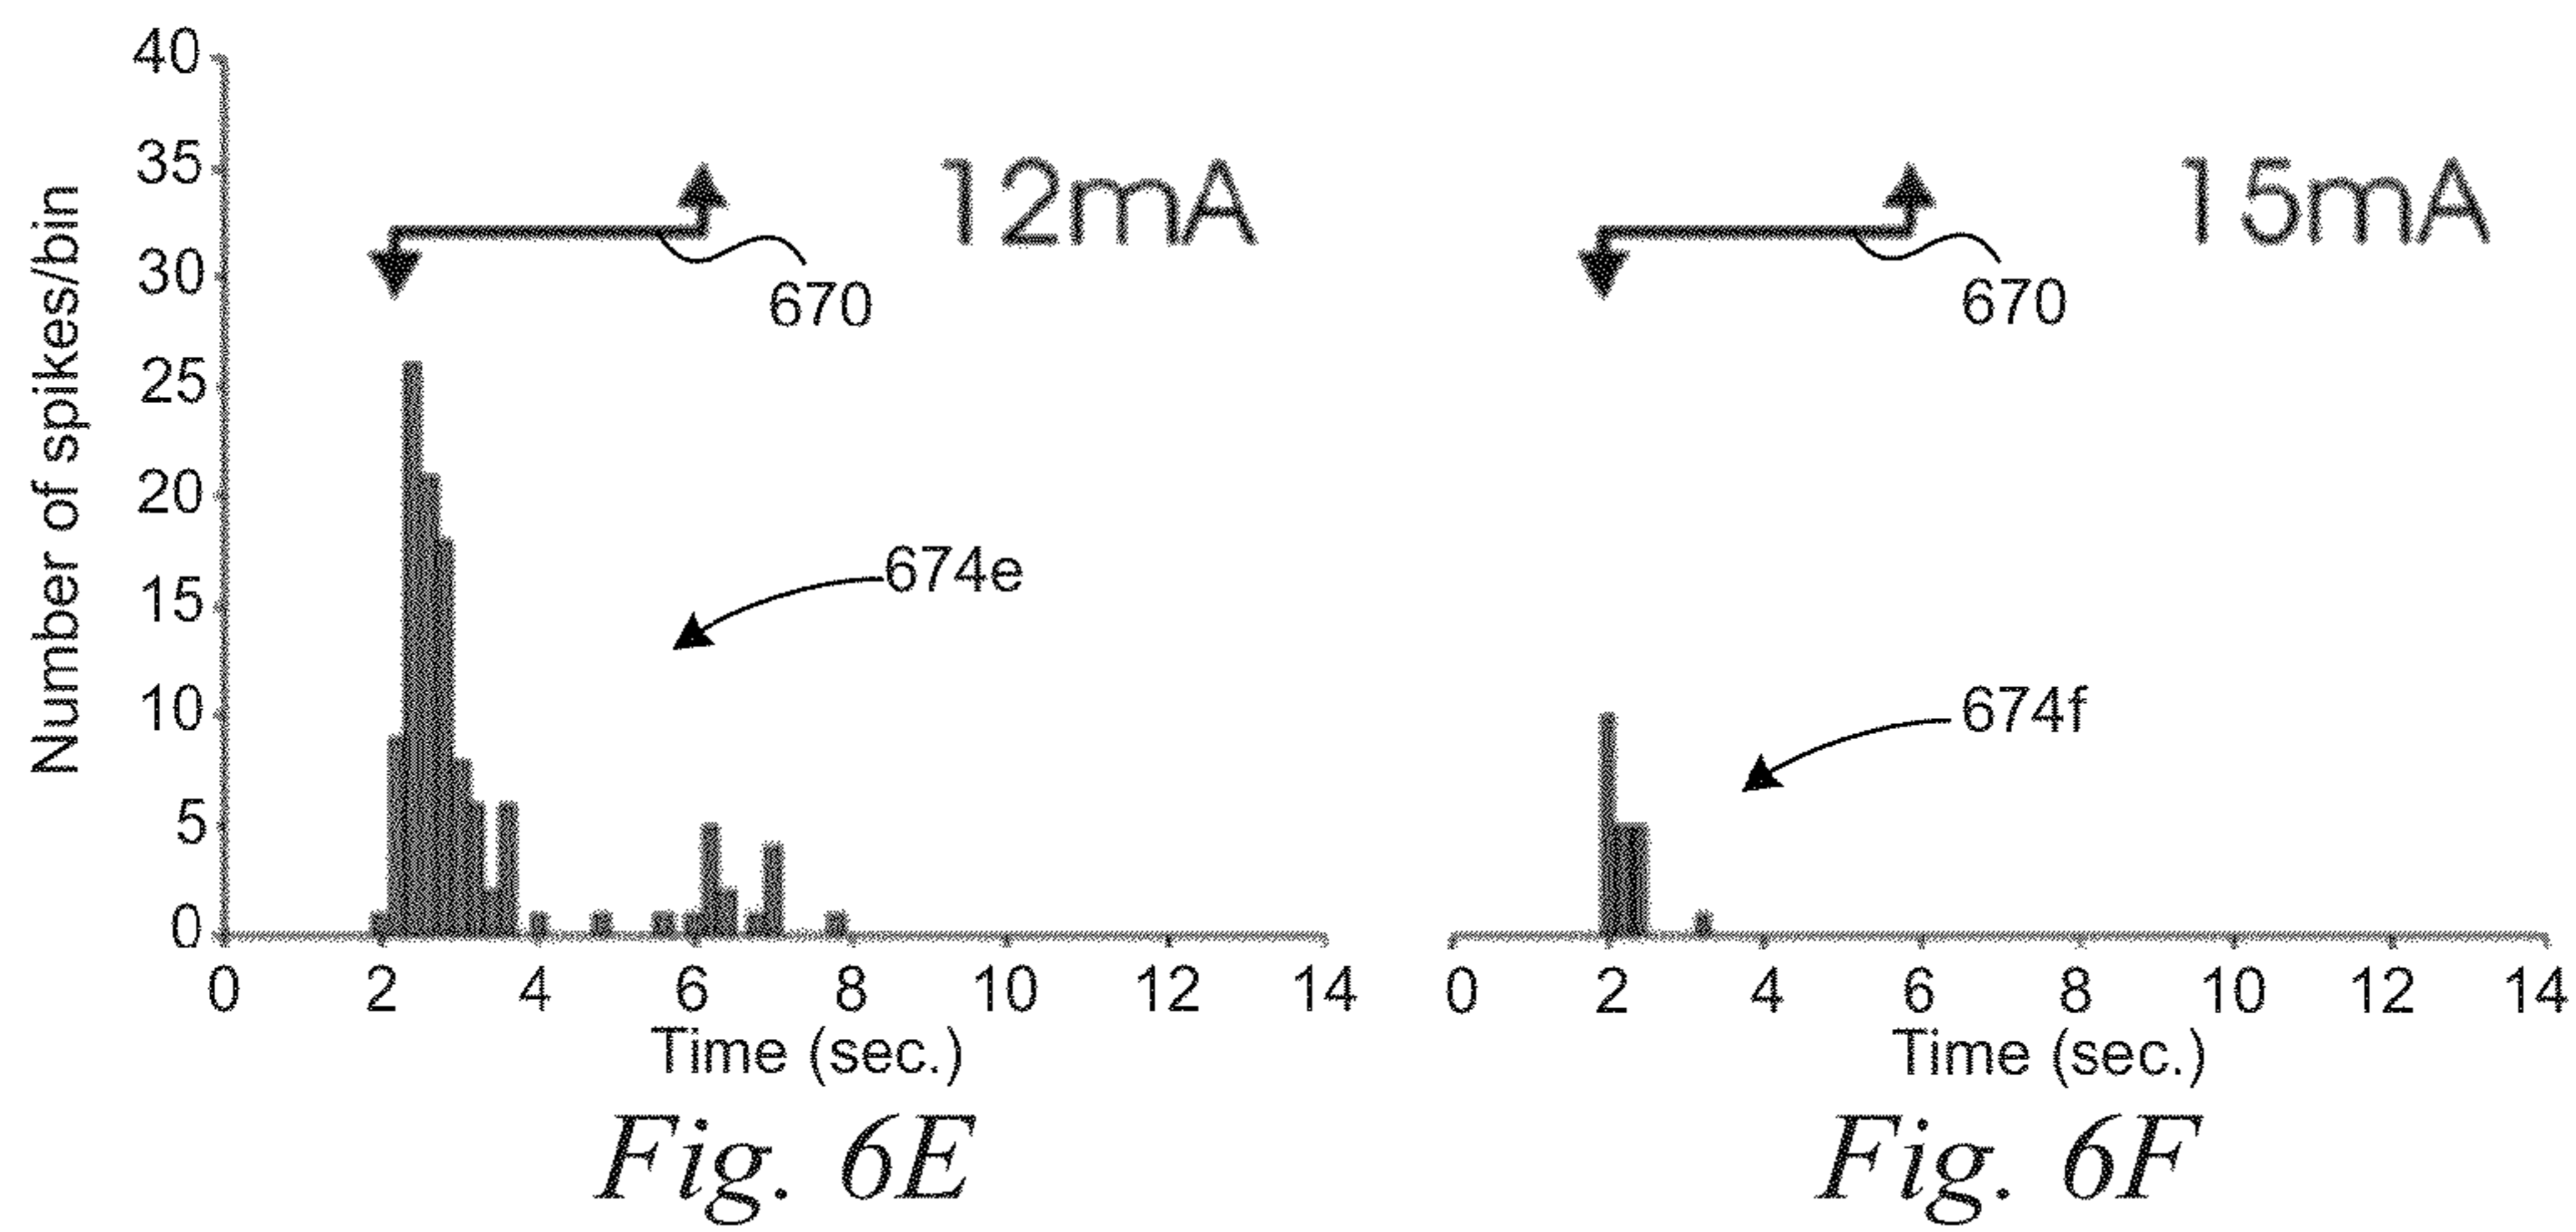 Number of spikes/bin
40
35
30
25
20
15
10
5
0
12mA
670
674e
0 2 4 6 8 10 12 14
Time (sec.)
Fig. 6E
15mA
670
674f
0 2 4 6 8 10 12 14
Time (sec.)
Fig. 6F